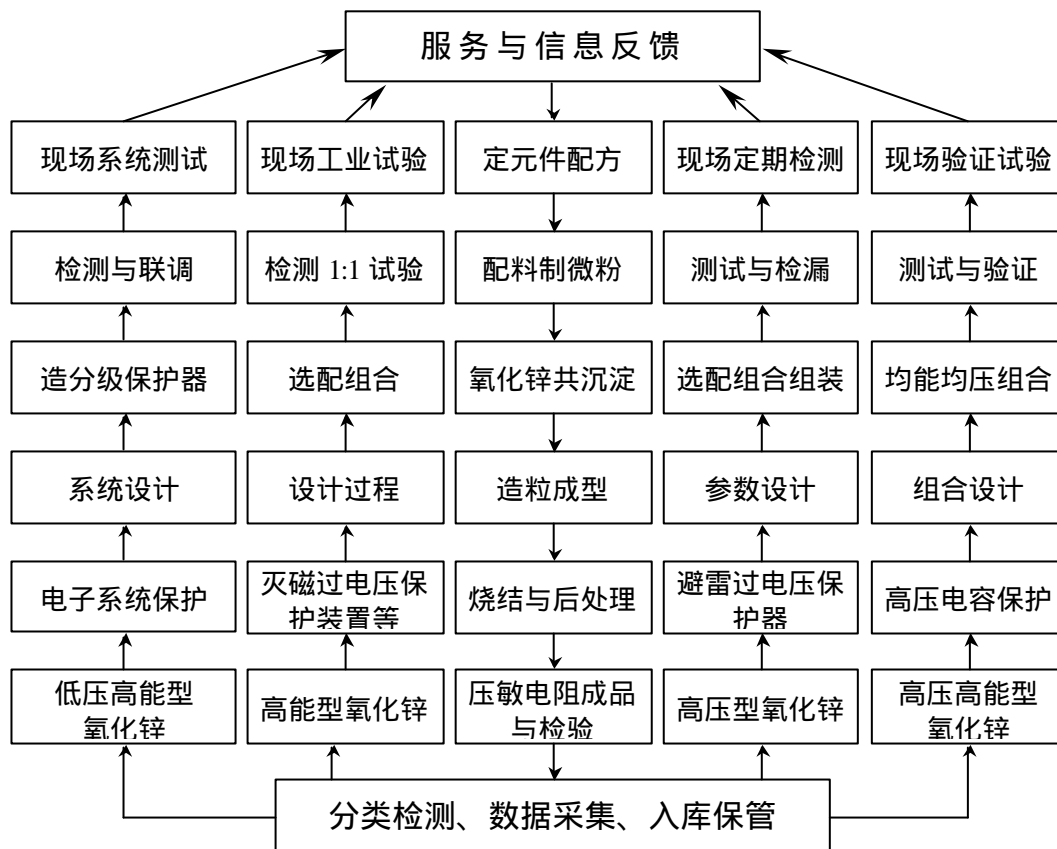 服务与信息反馈
现场系统测试
现场工业试验
定元件配方
现场定期检测
现场验证试验
检测与联调
检测 1:1 试验
配料制微粉
测试与检漏
测试与验证
造分级保护器
选配组合
氧化锌共沉淀
选配组合组装
均能均压组合
系统设计
设计过程
造粒成型
参数设计
组合设计
电子系统保护
灭磁过电压保
护装置等
烧结与后处理
避雷过电压保
护器
高压电容保护
低压高能型
氧化锌
高能型氧化锌
压敏电阻成品
与检验
高压型氧化锌
高压高能型
氧化锌
分类检测、数据采集、入库保管